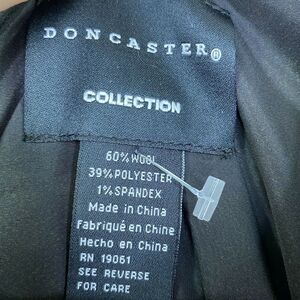 DONCASTER®
COLLECTION
60% WOOL
39% POLYESTER
1% SPANDEX
Made in China
Fabriqué en Chine
Hecho en China
RN 19061
SEE REVERSE
FOR CARE